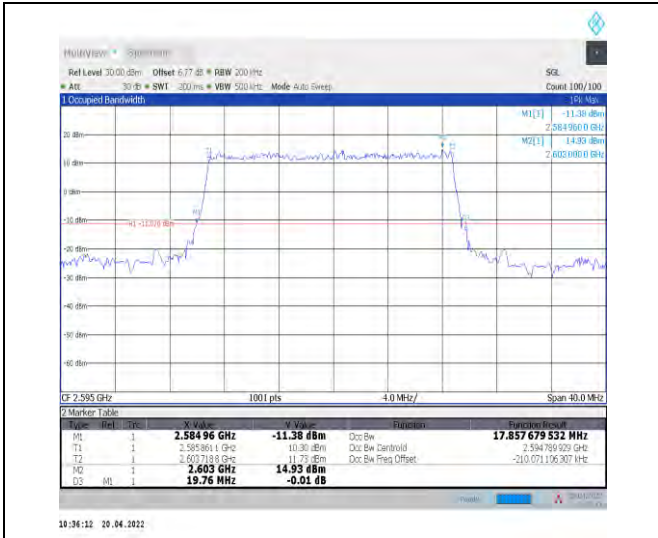 MultiView Spectrum
Ref Level 30.00 dBm Offset 6.77 dB RBW 200 kHz SGL
Att 30 dB SWT 200 ms VBW 500 kHz Mode Auto Sweep Count 100/100
1 Occupied Bandwidth 1Pk Max
M1[1] -11.38 dBm
2.584960 0 GHz
20 dBm M2[1] 14.93 dBm
2.603000 0 GHz
10 dBm
0 dBm
-10 dBm
H1 -11.070 dBm
-20 dBm
-30 dBm
-40 dBm
-50 dBm
-60 dBm
CF 2.595 GHz 1001 pts 4.0 MHz/ Span 40.0 MHz
2 Marker Table
Type Ref Trc X Value Y Value Function Function Result
M1 1 2.584 96 GHz -11.38 dBm Occ Bw 17.857 679 532 MHz
T1 1 2.585861 1 GHz 10.30 dBm Occ Bw Centroid 2.594 789 929 GHz
T2 1 2.603718 8 GHz 11.73 dBm Occ Bw Freq Offset -210.071 106 307 kHz
M2 1 2.603 GHz 14.93 dBm
D3 M1 1 19.76 MHz -0.01 dB
10:36:12 20.04.2022